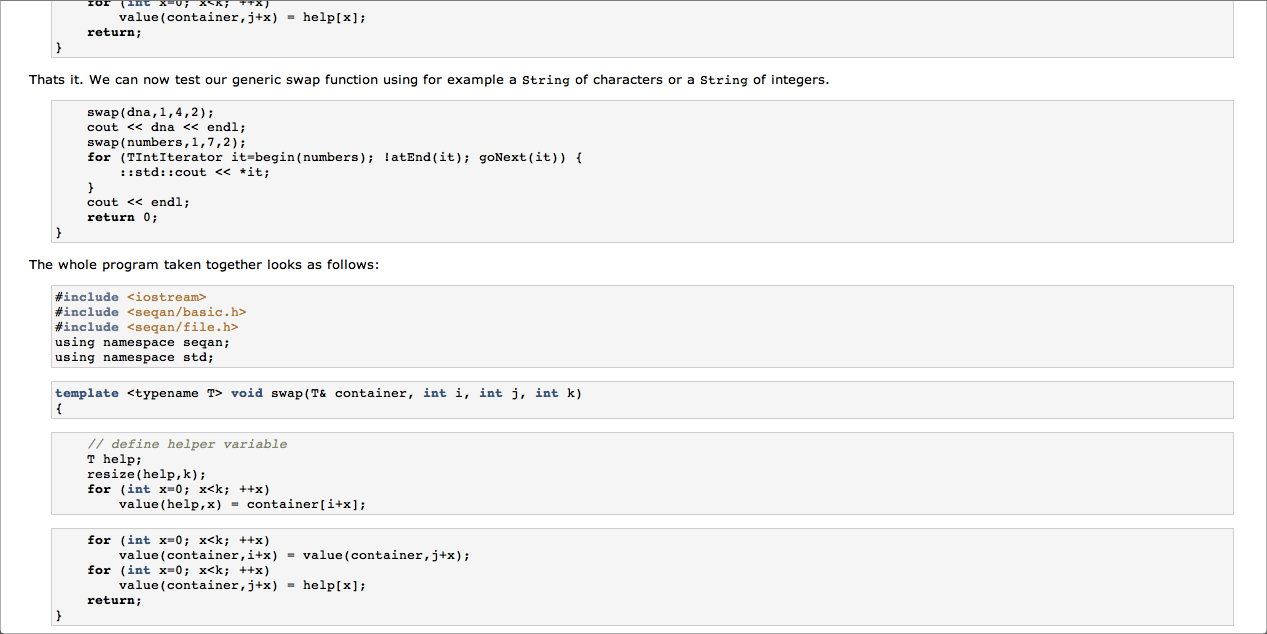 for (int x=0; x<k; ++x)
value(container,j+x) = help[x];
return;
}
Thats it. We can now test our generic swap function using for example a String of characters or a String of integers.
swap(dna,1,4,2);
cout << dna << endl;
swap(numbers,1,7,2);
for (TIntIterator it=begin(numbers); !atEnd(it); goNext(it)) {
::std::cout << *it;
}
cout << endl;
return 0;
}
The whole program taken together looks as follows:
#include <iostream>
#include <seqan/basic.h>
#include <seqan/file.h>
using namespace seqan;
using namespace std;
template <typename T> void swap(T& container, int i, int j, int k)
{
// define helper variable
T help;
resize(help,k);
for (int x=0; x<k; ++x)
value(help,x) = container[i+x];
for (int x=0; x<k; ++x)
value(container,i+x) = value(container,j+x);
for (int x=0; x<k; ++x)
value(container,j+x) = help[x];
return;
}